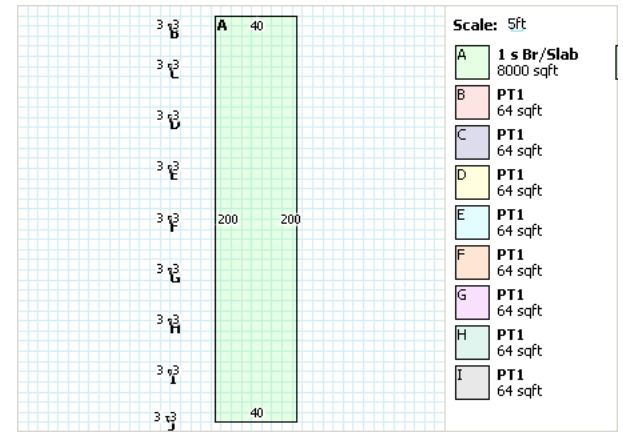 Scale: 5ft
A 1 s Br/Slab
8000 sqft
B PT1
64 sqft
C PT1
64 sqft
D PT1
64 sqft
E PT1
64 sqft
F PT1
64 sqft
G PT1
64 sqft
H PT1
64 sqft
I PT1
64 sqft
A 40
200 200
40
3 3
B
3 3
C
3 3
D
3 3
E
3 3
F
3 3
G
3 3
H
3 3
I
3 3
J